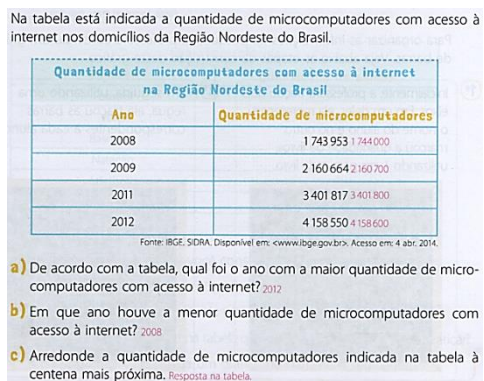 Na tabela está indicada a quantidade de microcomputadores com acesso à
internet nos domicílios da Região Nordeste do Brasil.
Quantidade de microcomputadores com acesso à internet
na Região Nordeste do Brasil
Ano Quantidade de microcomputadores
2008 1 743 953 1 744 000
2009 2 160 664 2 160 700
2011 3 401 817 3 401 800
2012 4 158 550 4 158 600
Fonte: IBGE. SIDRA. Disponível em: <www.ibge.gov.br>. Acesso em: 4 abr. 2014.
a) De acordo com a tabela, qual foi o ano com a maior quantidade de micro-
computadores com acesso à internet? 2012
b) Em que ano houve a menor quantidade de microcomputadores com
acesso à internet? 2008
c) Arredonde a quantidade de microcomputadores indicada na tabela à
centena mais próxima. Resposta na tabela.